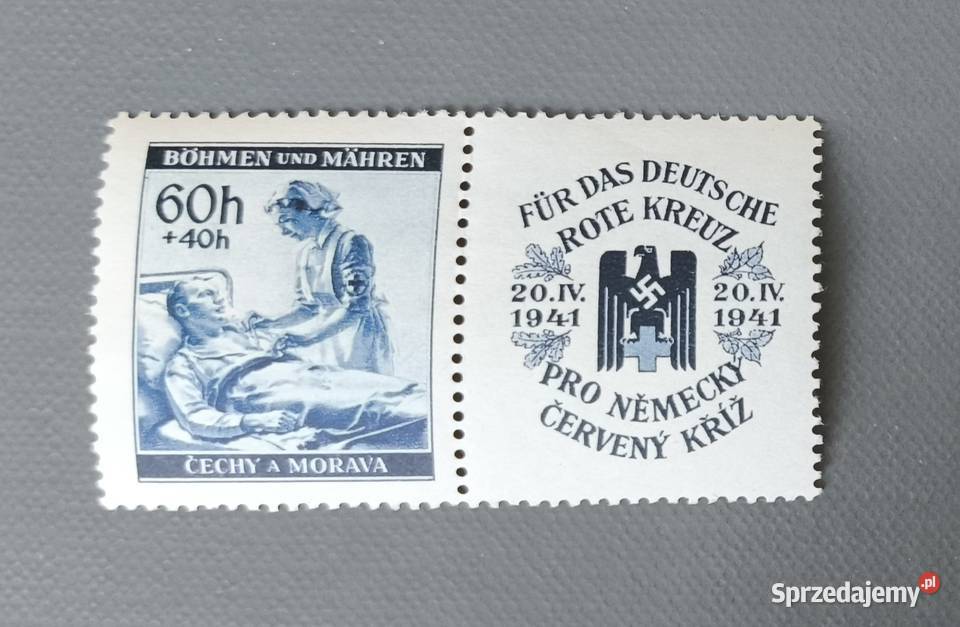 BÖHMEN UND MÄHREN
60h
+40h
ČECHY A MORAVA
FÜR DAS DEUTSCHE
ROTE KREUZ
20.IV.
1941
20.IV.
1941
PRO NĚMECKÝ
ČERVENÝ KŘÍŽ
Sprzedajemy.pl